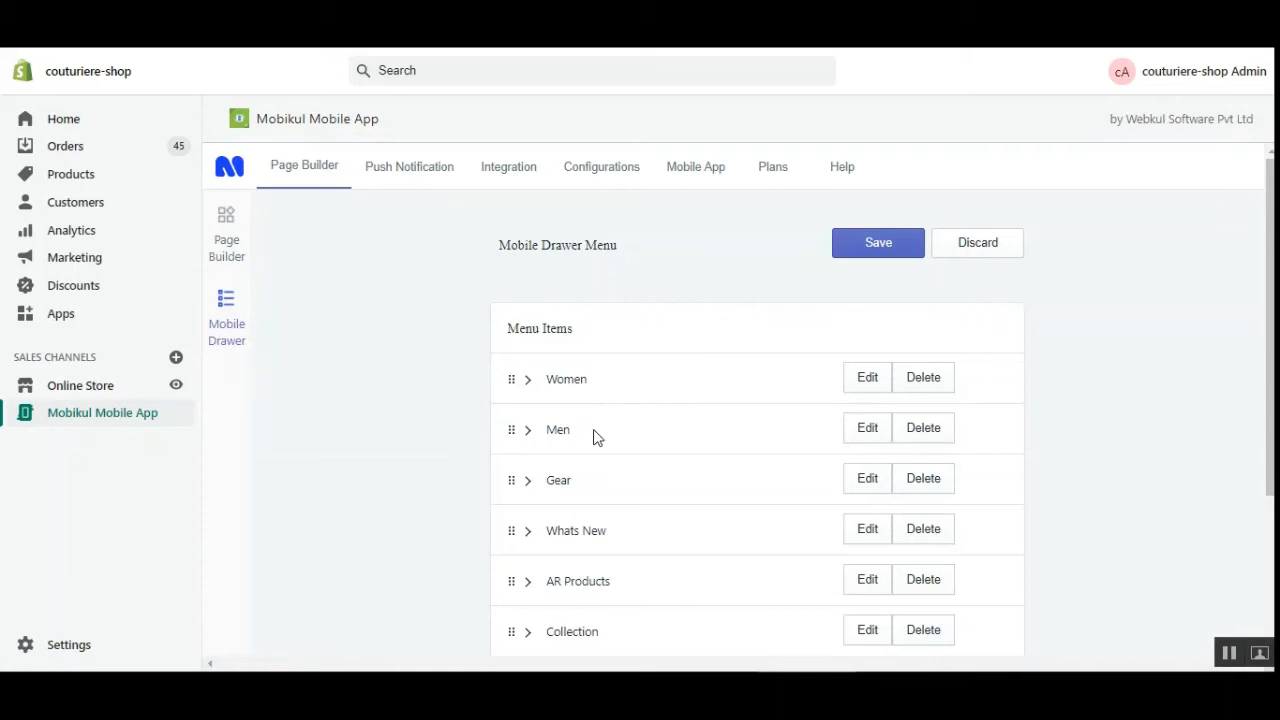 couturiere-shop
Search
cA couturiere-shop Admin
Home
Orders 45
Products
Customers
Analytics
Marketing
Discounts
Apps
SALES CHANNELS
Online Store
Mobikul Mobile App
Settings
Mobikul Mobile App
by Webkul Software Pvt Ltd
Page Builder Push Notification Integration Configurations Mobile App Plans Help
Page
Builder
Mobile
Drawer
Mobile Drawer Menu
Save Discard
Menu Items
Women Edit Delete
Men Edit Delete
Gear Edit Delete
Whats New Edit Delete
AR Products Edit Delete
Collection Edit Delete